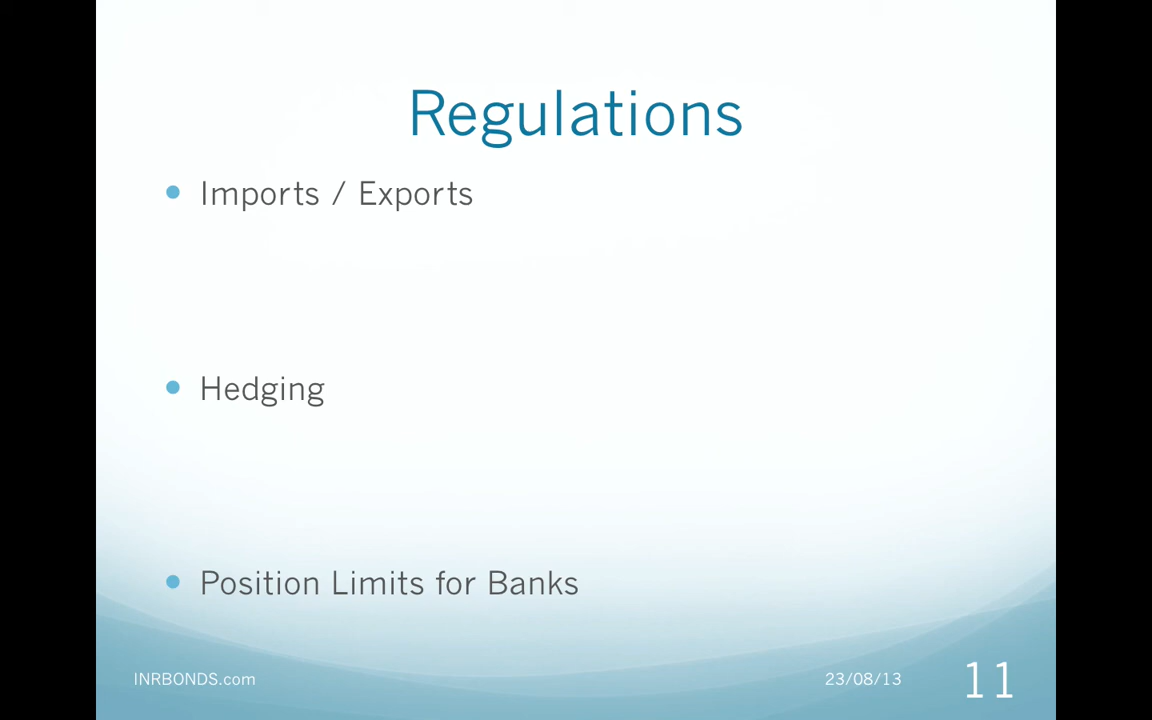 Regulations
Imports / Exports
Hedging
Position Limits for Banks
INRBONDS.com
23/08/13
11